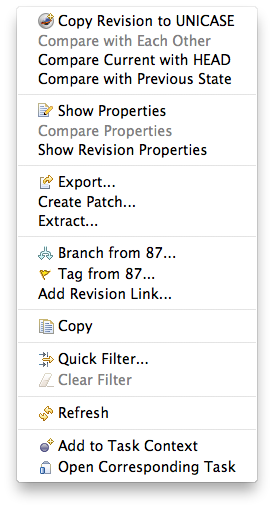 Copy Revision to UNICASE
Compare with Each Other
Compare Current with HEAD
Compare with Previous State
Show Properties
Compare Properties
Show Revision Properties
Export...
Create Patch...
Extract...
Branch from 87...
Tag from 87...
Add Revision Link...
Copy
Quick Filter...
Clear Filter
Refresh
Add to Task Context
Open Corresponding Task